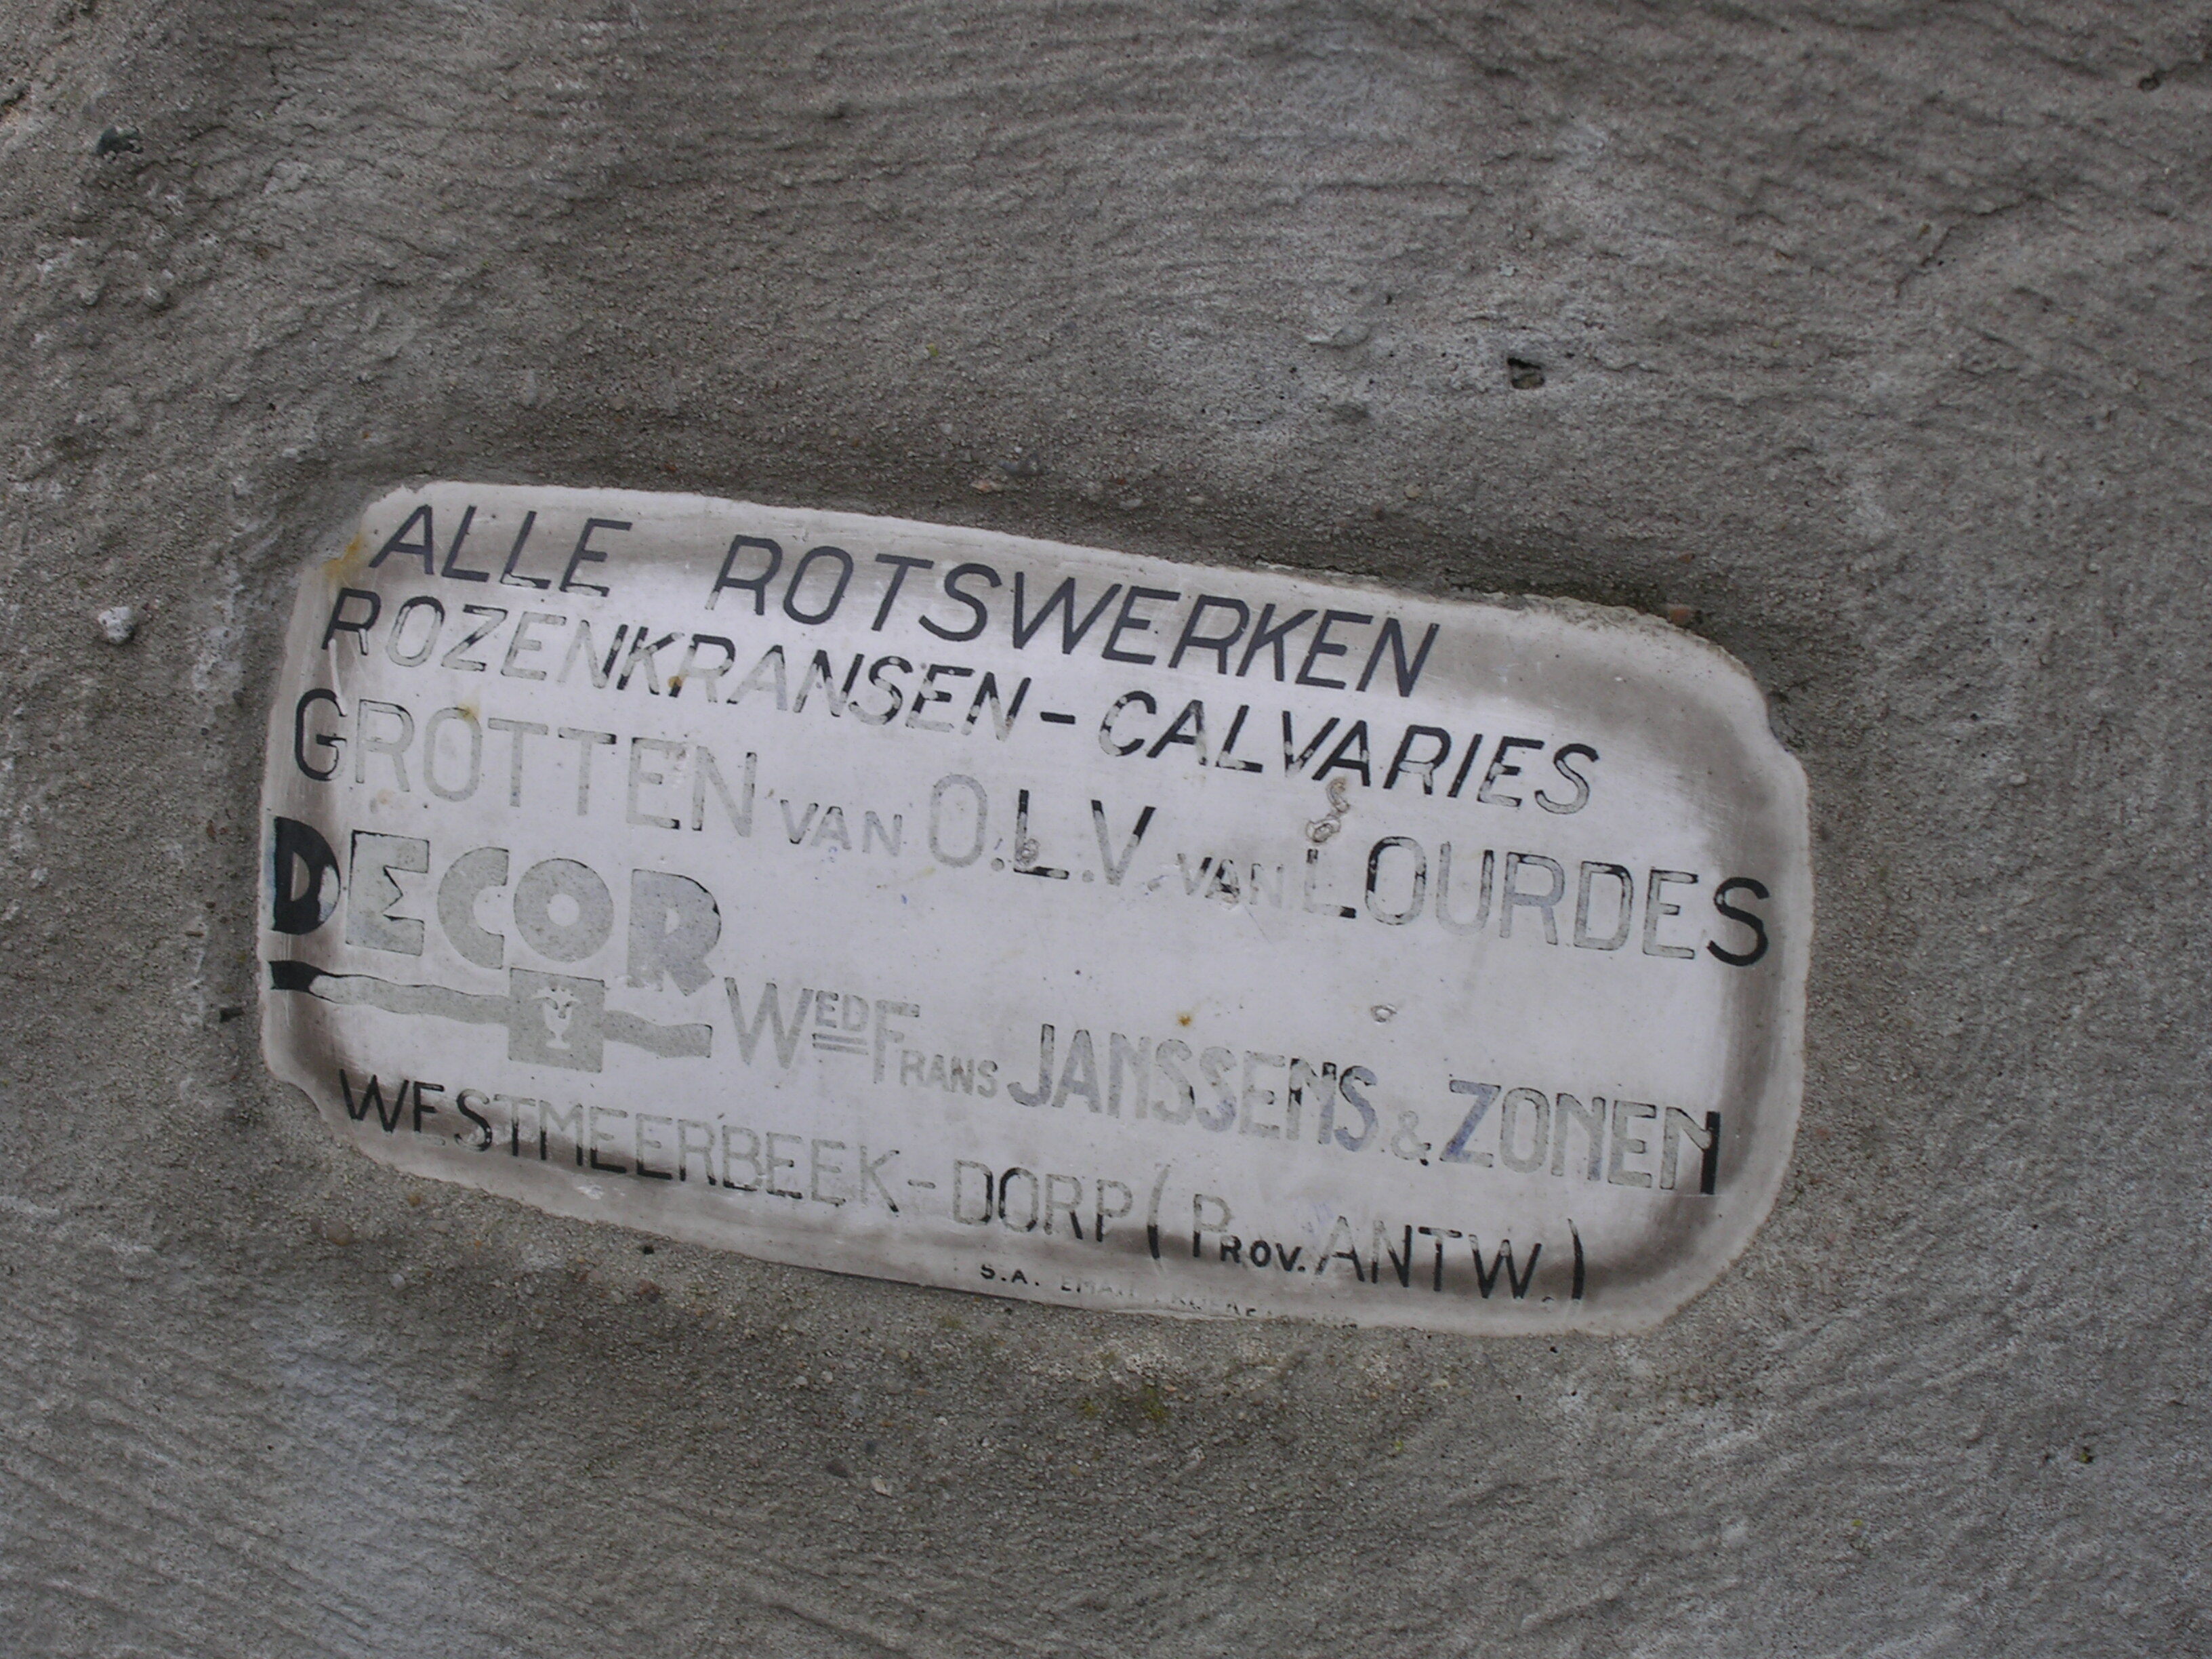 ALLE ROTSWERKEN
ROZENKRANSEN - CALVARIES
GROTTEN VAN O.L.V. VAN LOURDES
DECOR
WED FRANS JANSSENS & ZONEN
WESTMEERBEEK - DORP ( PROV. ANTW. )
S.A.